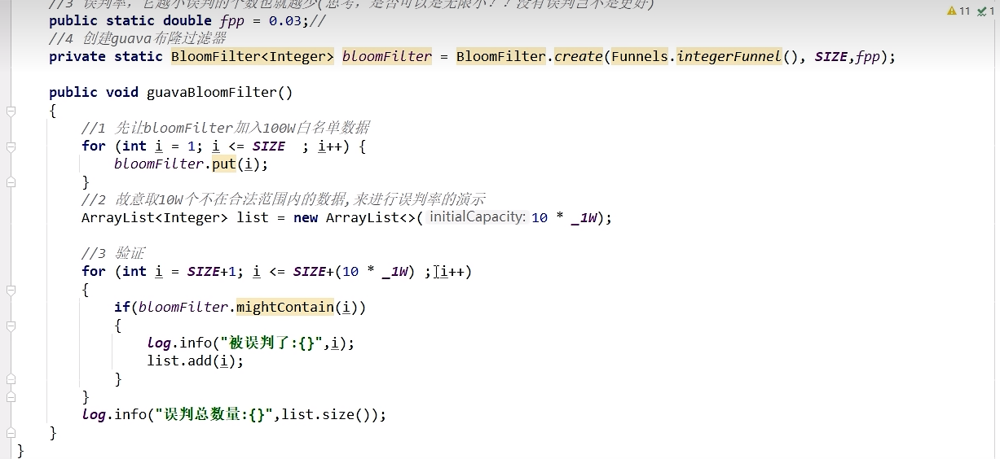 //3 误判率，它越小误判的个数也就越少(思考，是否可以是无限小？？没有误判岂不是更好)
public static double fpp = 0.03;//
//4 创建guava布隆过滤器
private static BloomFilter<Integer> bloomFilter = BloomFilter.create(Funnels.integerFunnel(), SIZE,fpp);
public void guavaBloomFilter()
{
//1 先让bloomFilter加入100W白名单数据
for (int i = 1; i <= SIZE  ; i++) {
bloomFilter.put(i);
}
//2 故意取10W个不在合法范围内的数据,来进行误判率的演示
ArrayList<Integer> list = new ArrayList<>( initialCapacity: 10 * _1W);
//3 验证
for (int i = SIZE+1; i <= SIZE+(10 * _1W) ; i++)
{
if(bloomFilter.mightContain(i))
{
log.info("被误判了:{}",i);
list.add(i);
}
}
log.info("误判总数量:{}",list.size());
}
}
11
1